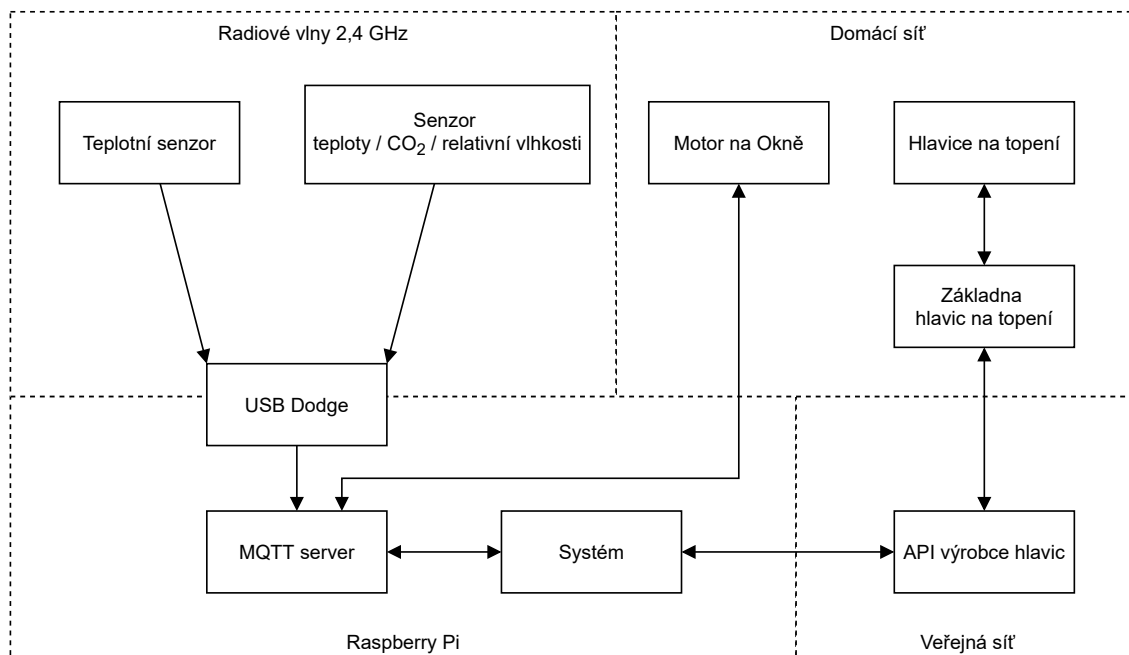 Radiové vlny 2,4 GHz
Domácí síť
Teplotní senzor
Senzor
teploty / CO2 / relativní vlhkosti
Motor na Okně
Hlavice na topení
Základna
hlavic na topení
USB Dodge
MQTT server
Systém
API výrobce hlavic
Raspberry Pi
Veřejná síť